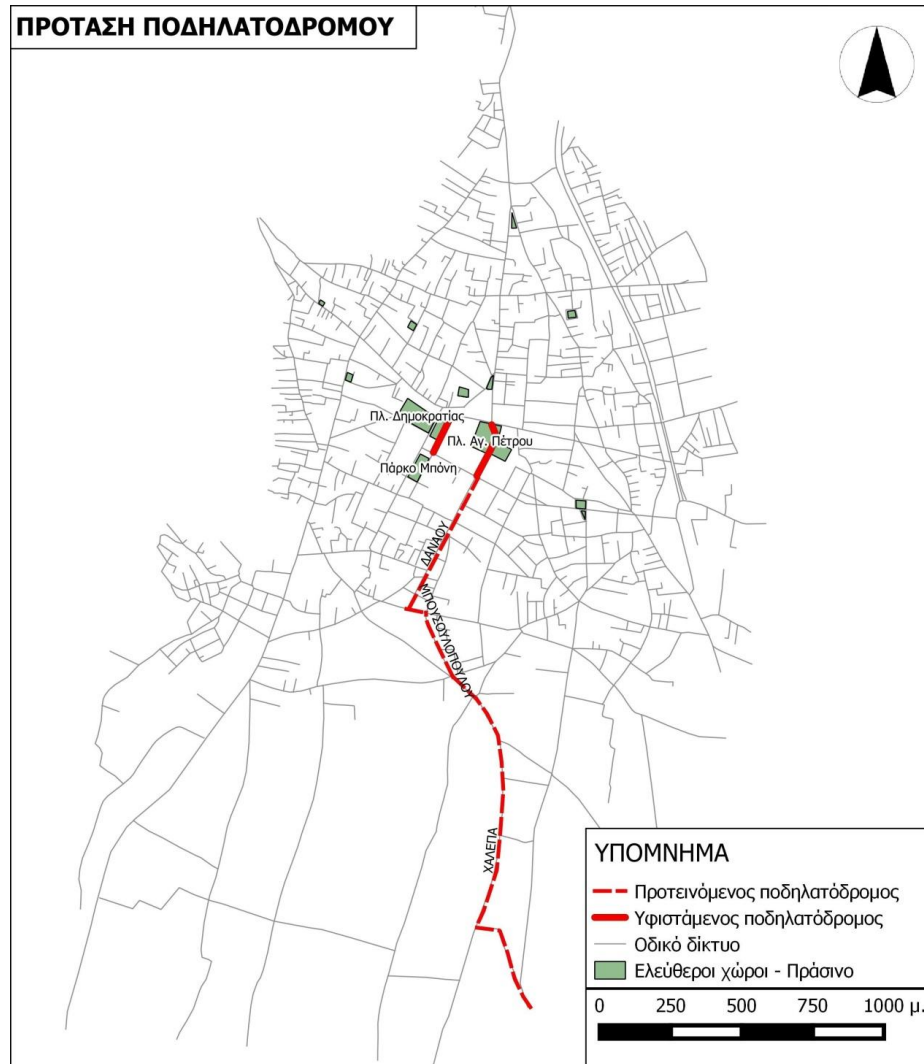 ΠΡΟΤΑΣΗ ΠΟΔΗΛΑΤΟΔΡΟΜΟΥ
Πλ. Δημοκρατίας
Πλ. Αγ. Πέτρου
Πάρκο Μπόνη
ΔΑΝΑΟΥ
ΜΠΟΥΣΟΥΛΟΠΟΥΛΟΥ
ΧΑΛΕΠΑ
ΥΠΟΜΝΗΜΑ
Προτεινόμενος ποδηλατόδρομος
Υφιστάμενος ποδηλατόδρομος
Οδικό δίκτυο
Ελεύθεροι χώροι - Πράσινο
0 250 500 750 1000 μ.